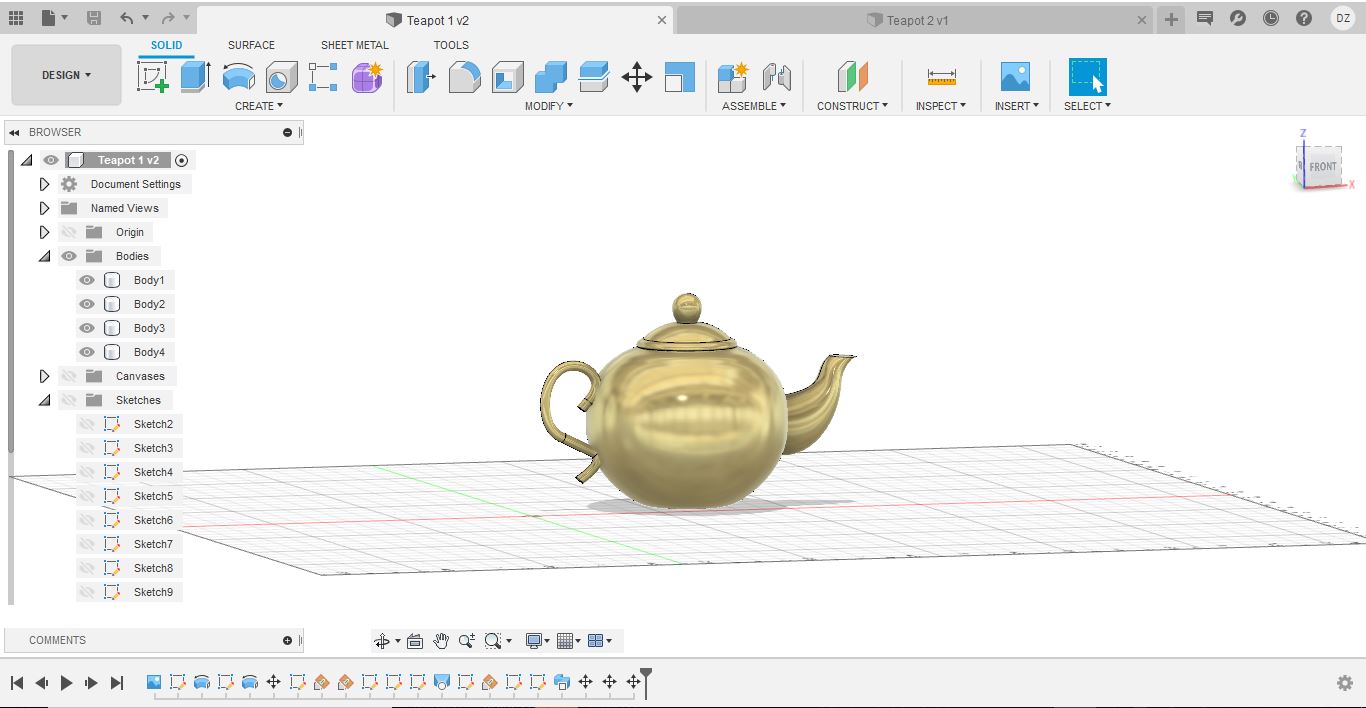 Teapot 1 v2
Teapot 2 v1
DZ
SOLID
SURFACE
SHEET METAL
TOOLS
DESIGN
CREATE
MODIFY
ASSEMBLE
CONSTRUCT
INSPECT
INSERT
SELECT
BROWSER
Teapot 1 v2
Document Settings
Named Views
Origin
Bodies
Body1
Body2
Body3
Body4
Canvases
Sketches
Sketch2
Sketch3
Sketch4
Sketch5
Sketch6
Sketch7
Sketch8
Sketch9
Z
FRONT
X
COMMENTS